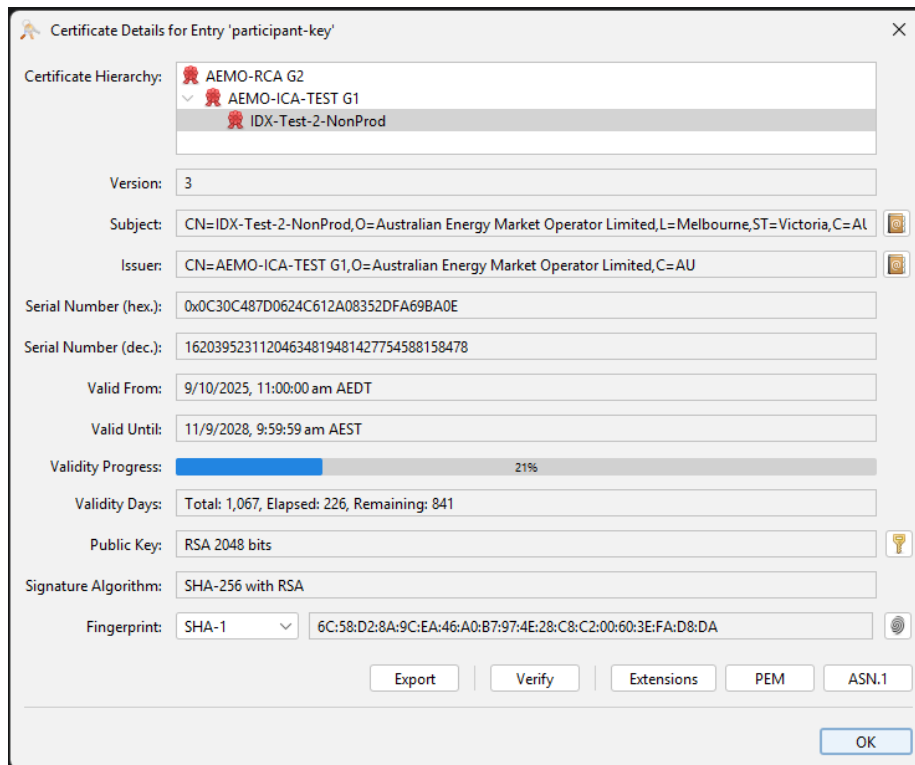 Certificate Details for Entry 'participant-key'
Certificate Hierarchy:
AEMO-RCA G2
AEMO-ICA-TEST G1
IDX-Test-2-NonProd
Version: 3
Subject: CN=IDX-Test-2-NonProd,O=Australian Energy Market Operator Limited,L=Melbourne,ST=Victoria,C=AU
Issuer: CN=AEMO-ICA-TEST G1,O=Australian Energy Market Operator Limited,C=AU
Serial Number (hex.): 0x0C30C487D0624C612A08352DFA69BA0E
Serial Number (dec.): 16203952311204634819481427754588158478
Valid From: 9/10/2025, 11:00:00 am AEDT
Valid Until: 11/9/2028, 9:59:59 am AEST
Validity Progress: 21%
Validity Days: Total: 1,067, Elapsed: 226, Remaining: 841
Public Key: RSA 2048 bits
Signature Algorithm: SHA-256 with RSA
Fingerprint: SHA-1 6C:58:D2:8A:9C:EA:46:A0:B7:97:4E:28:C8:C2:00:60:3E:FA:D8:DA
Export Verify Extensions PEM ASN.1
OK